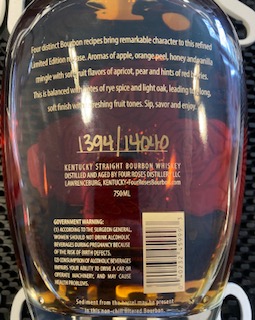 Four distinct Bourbon recipes bring remarkable character to this refined
Limited Edition release. Aromas of apple, orange peel, honey and vanilla
mingle with soft fruit flavors of apricot, pear and hints of red berries.
This is balanced with notes of rye spice and light oak, leading to a long,
soft finish with refreshing fruit tones. Sip, savor and enjoy.
1394/14040
KENTUCKY STRAIGHT BOURBON WHISKEY
DISTILLED AND AGED BY FOUR ROSES DISTILLERY LLC
LAWRENCEBURG, KENTUCKY•FourRosesBourbon.com
750ML
GOVERNMENT WARNING:
(1) ACCORDING TO THE SURGEON GENERAL,
WOMEN SHOULD NOT DRINK ALCOHOLIC
BEVERAGES DURING PREGNANCY BECAUSE
OF THE RISK OF BIRTH DEFECTS.
(2) CONSUMPTION OF ALCOHOLIC BEVERAGES
IMPAIRS YOUR ABILITY TO DRIVE A CAR OR
OPERATE MACHINERY, AND MAY CAUSE
HEALTH PROBLEMS.
Sediment from the barrel may be present
in this non-chill filtered Bourbon.